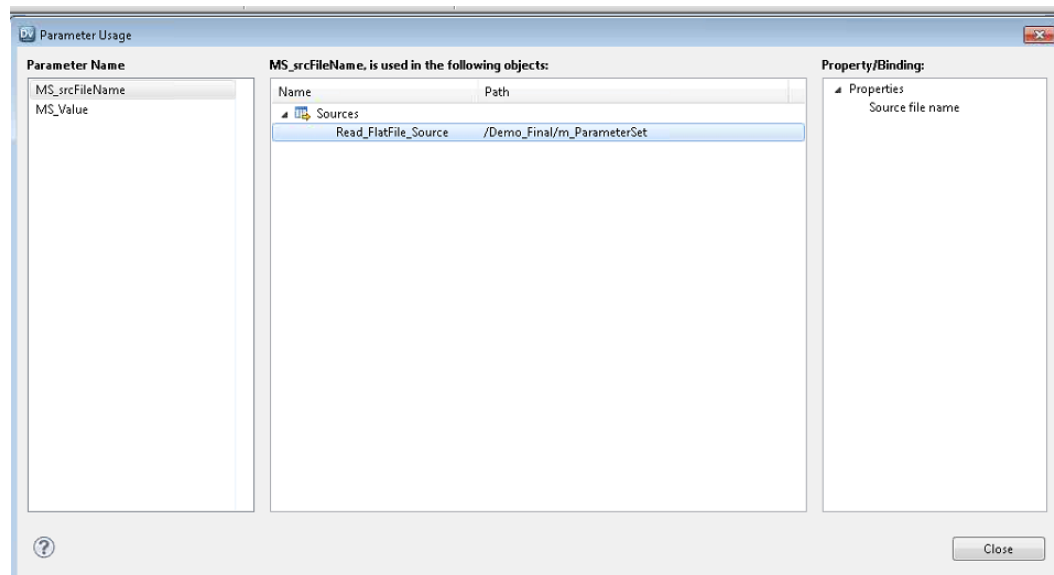 Dv Parameter Usage
Parameter Name
MS_srcFileName
MS_Value
MS_srcFileName, is used in the following objects:
Name Path
Sources
Read_FlatFile_Source /Demo_Final/m_ParameterSet
Property/Binding:
Properties
Source file name
?
Close